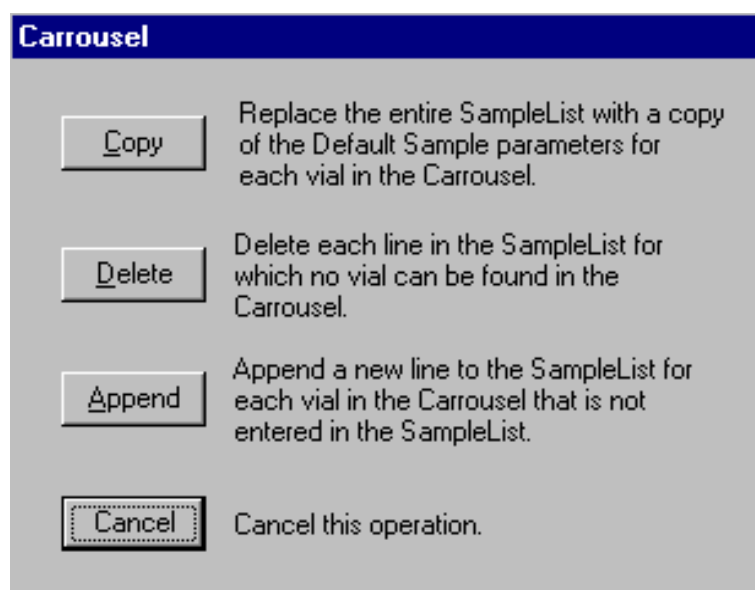 Carrousel
Copy
Replace the entire SampleList with a copy
of the Default Sample parameters for
each vial in the Carrousel.
Delete
Delete each line in the SampleList for
which no vial can be found in the
Carrousel.
Append
Append a new line to the SampleList for
each vial in the Carrousel that is not
entered in the SampleList.
Cancel
Cancel this operation.